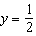 y = 1/2